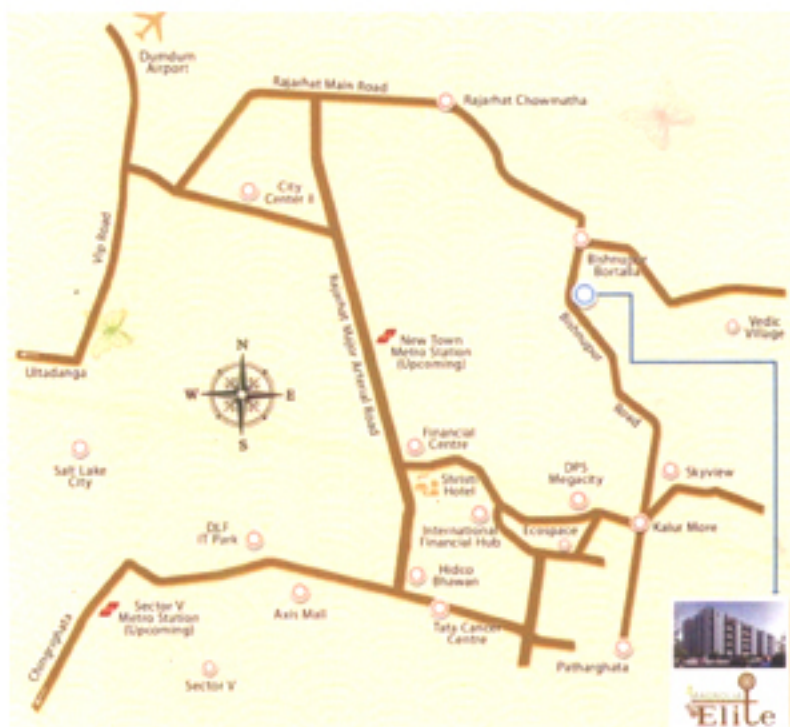 Dumdum
Airport
Rajarhat Main Road
Rajarhat Chowmatha
City
Center II
Vip Road
Bishnupur
Bortalla
Vedic
Village
Rajarhat Major Arterial Road
New Town
Metro Station
(Upcoming)
Bishnupur
Road
Ultadanga
N
W
E
S
Financial
Centre
Salt Lake
City
Shristi
Hotel
DPS
Megacity
Skyview
DLF
IT Park
International
Financial Hub
Ecospace
Kalur More
Hidco
Bhawan
Sector V
Metro Station
(Upcoming)
Axis Mall
Tata Cancer
Centre
Chingrighata
Sector V
Patharghata
MAGNOLIA
Elite